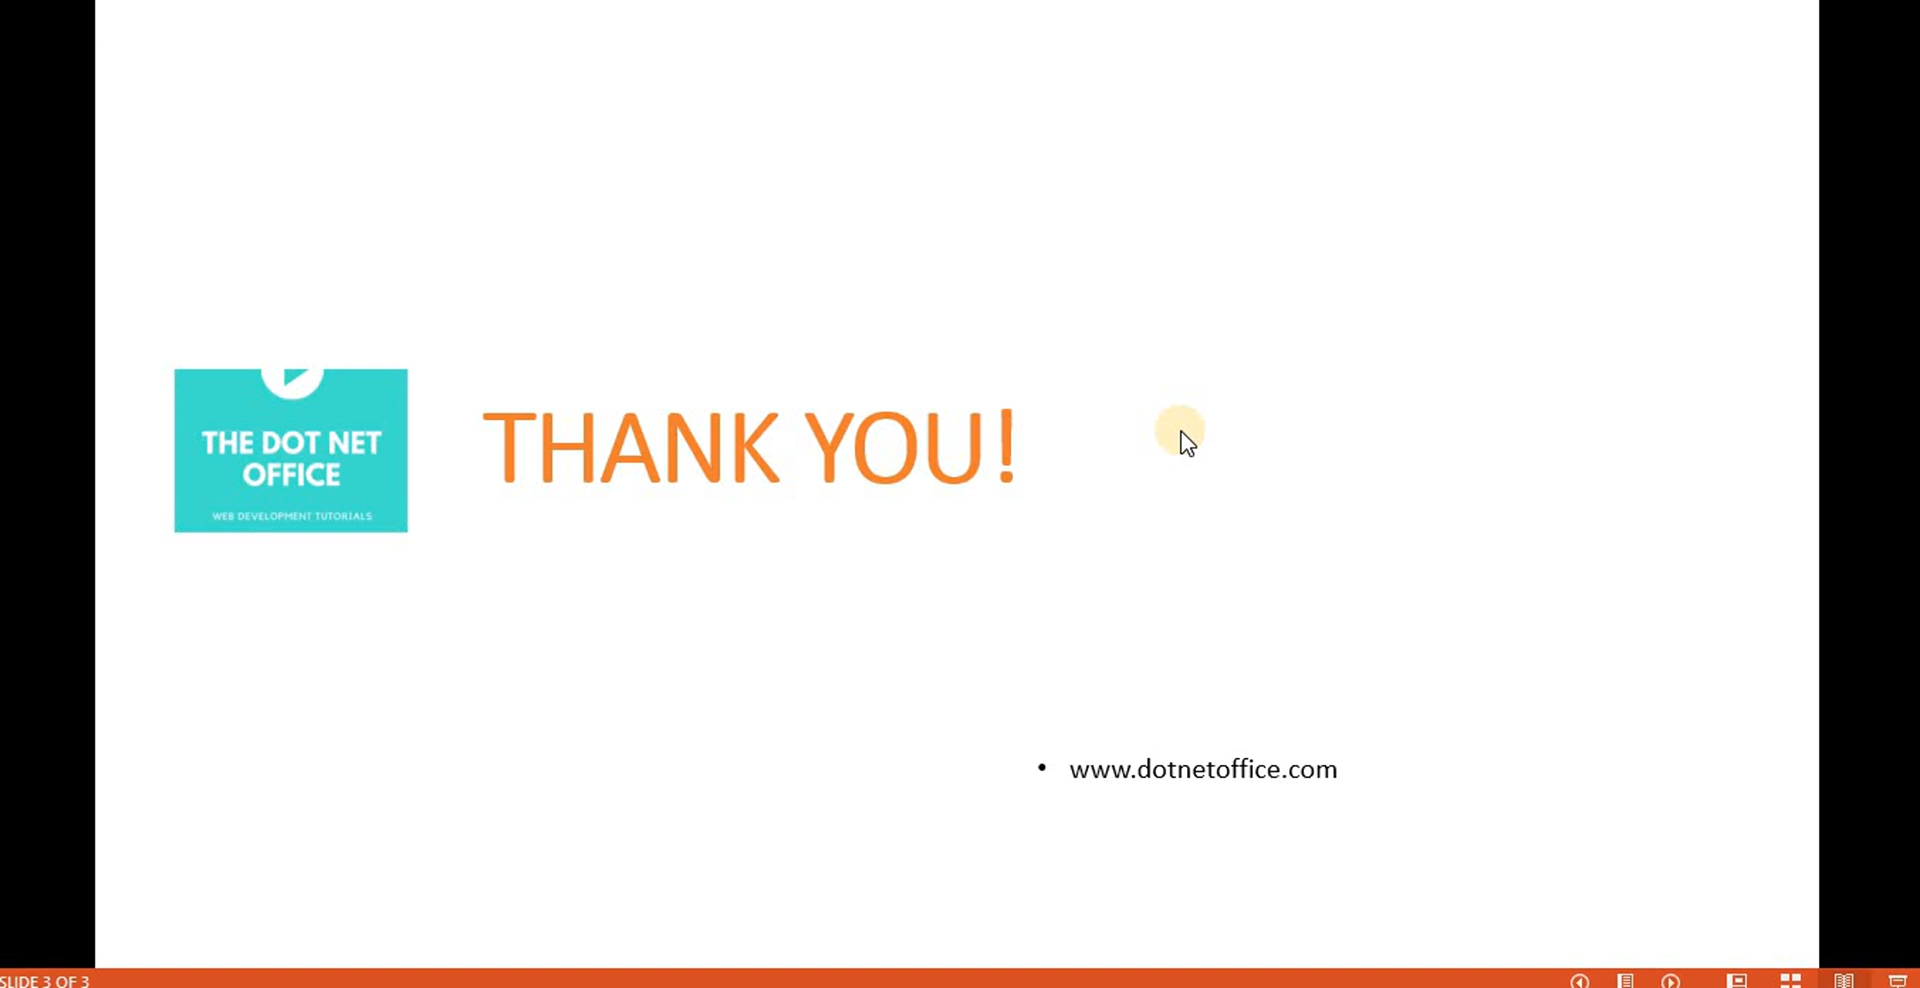 THE DOT NET
OFFICE
WEB DEVELOPMENT TUTORIALS
THANK YOU!
• www.dotnetoffice.com
SLIDE 3 OF 3